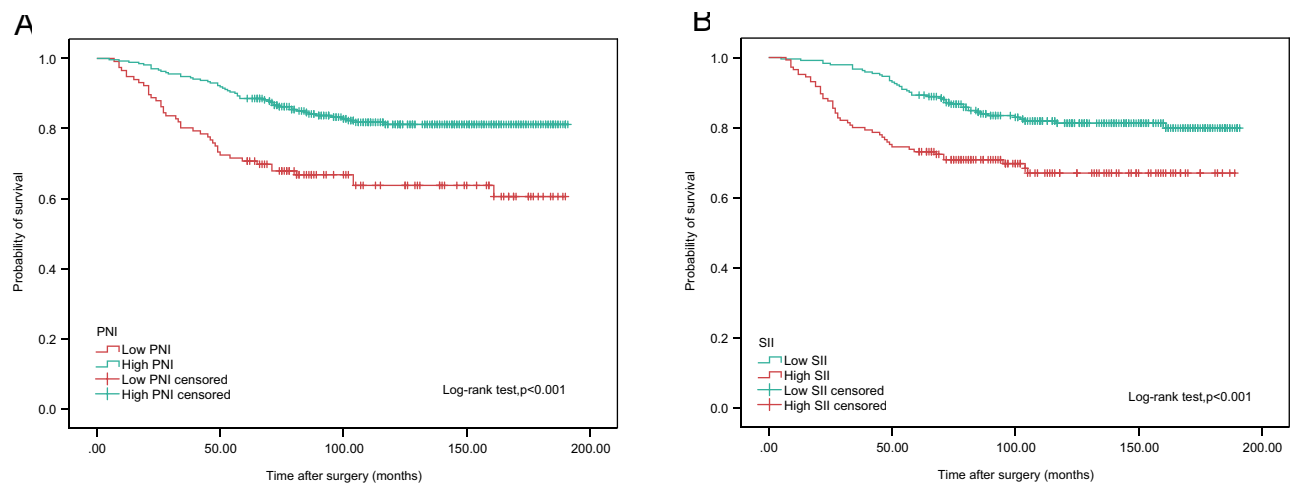 A
1.0
0.8
0.6
0.4
0.2
0.0
Probability of survival
PNI
Low PNI
High PNI
Low PNI censored
High PNI censored
Log-rank test,p<0.001
.00
50.00
100.00
150.00
200.00
Time after surgery (months)
B
1.0
0.8
0.6
0.4
0.2
0.0
Probability of survival
SII
Low SII
High SII
Low SII censored
High SII censored
Log-rank test,p<0.001
.00
50.00
100.00
150.00
200.00
Time after surgery (months)